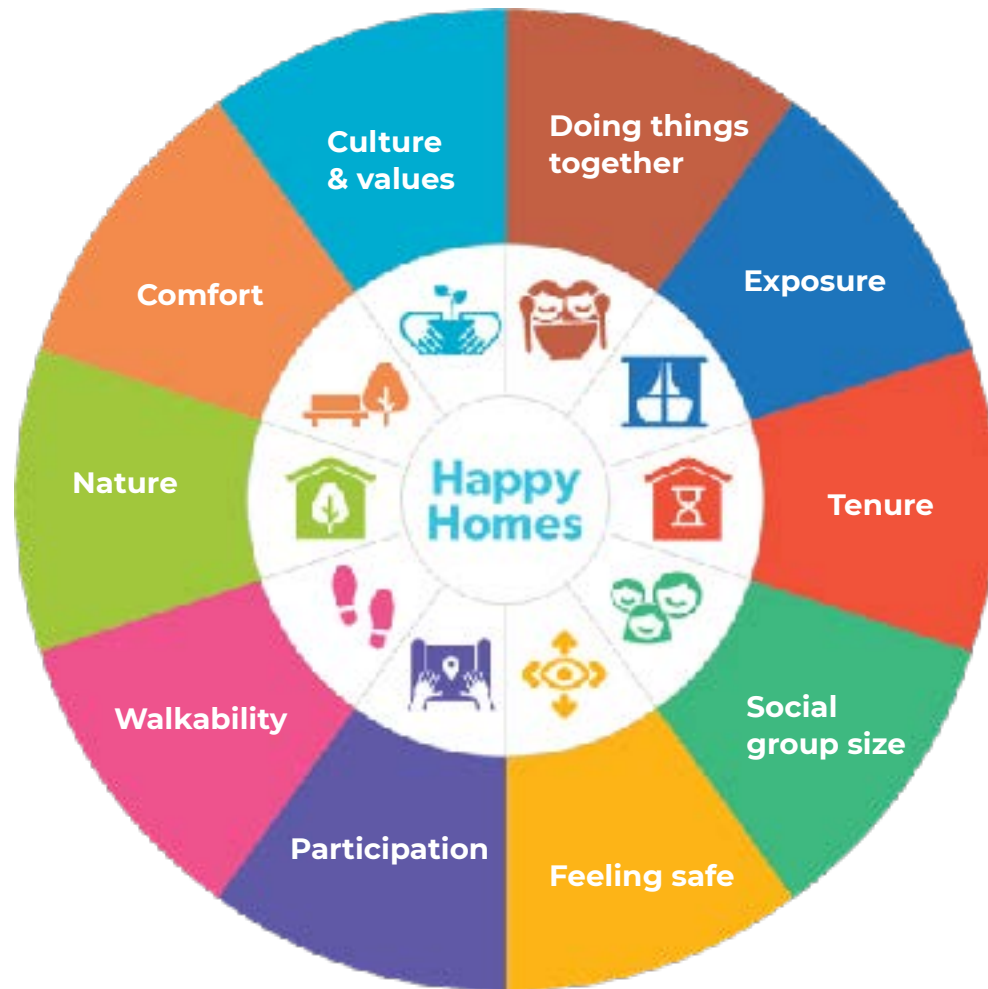 Culture
& values
Doing things
together
Exposure
Tenure
Social
group size
Feeling safe
Participation
Walkability
Nature
Comfort
Happy
Homes